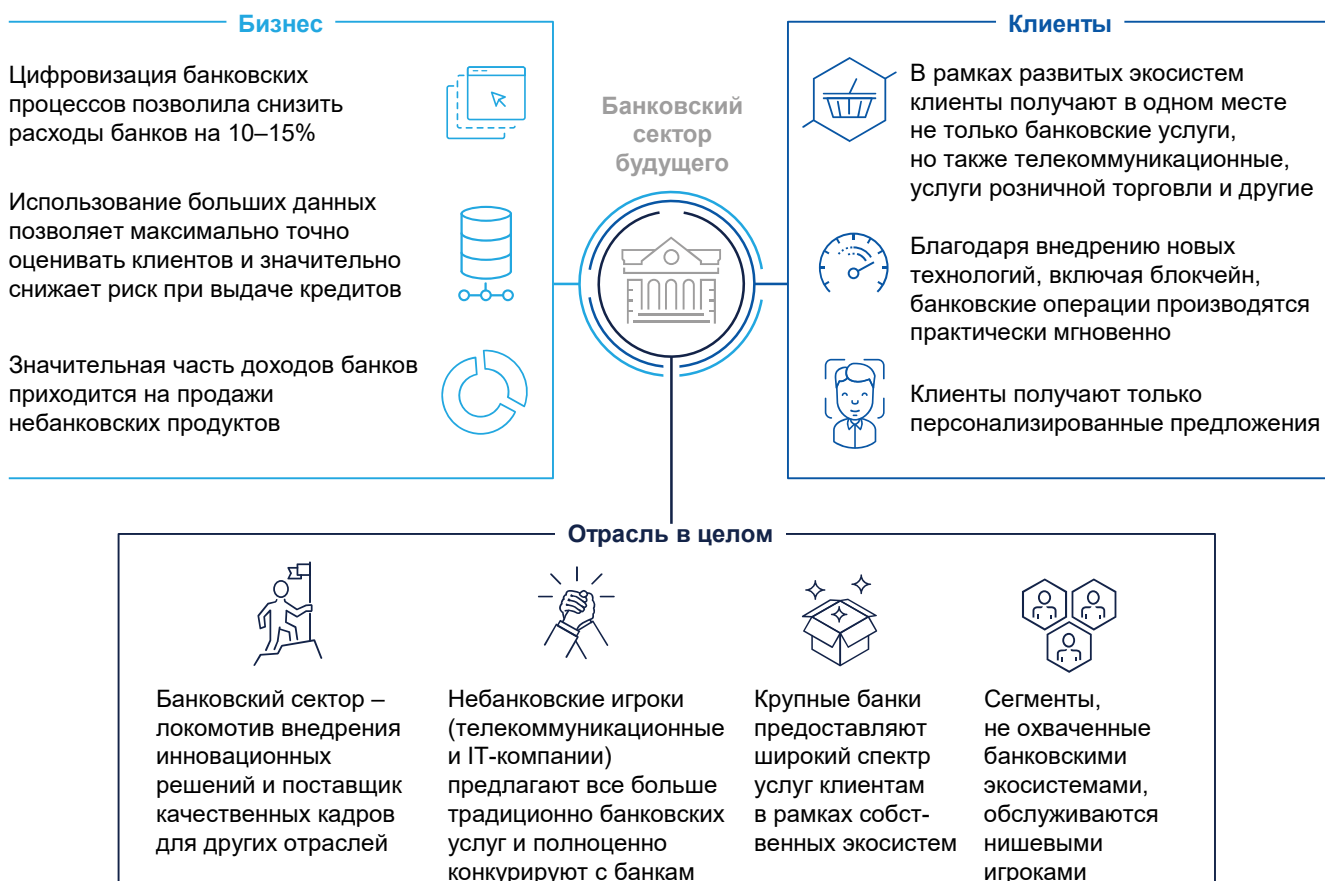 Бизнес
Цифровизация банковских
процессов позволила снизить
расходы банков на 10–15%
Использование больших данных
позволяет максимально точно
оценивать клиентов и значительно
снижает риск при выдаче кредитов
Значительная часть доходов банков
приходится на продажи
небанковских продуктов
Банковский
сектор
будущего
Клиенты
В рамках развитых экосистем
клиенты получают в одном месте
не только банковские услуги,
но также телекоммуникационные,
услуги розничной торговли и другие
Благодаря внедрению новых
технологий, включая блокчейн,
банковские операции производятся
практически мгновенно
Клиенты получают только
персонализированные предложения
Отрасль в целом
Банковский сектор –
локомотив внедрения
инновационных
решений и поставщик
качественных кадров
для других отраслей
Небанковские игроки
(телекоммуникационные
и IT-компании)
предлагают все больше
традиционно банковских
услуг и полноценно
конкурируют с банкам
Крупные банки
предоставляют
широкий спектр
услуг клиентам
в рамках собст-
венных экосистем
Сегменты,
не охваченные
банковскими
экосистемами,
обслуживаются
нишевыми
игроками